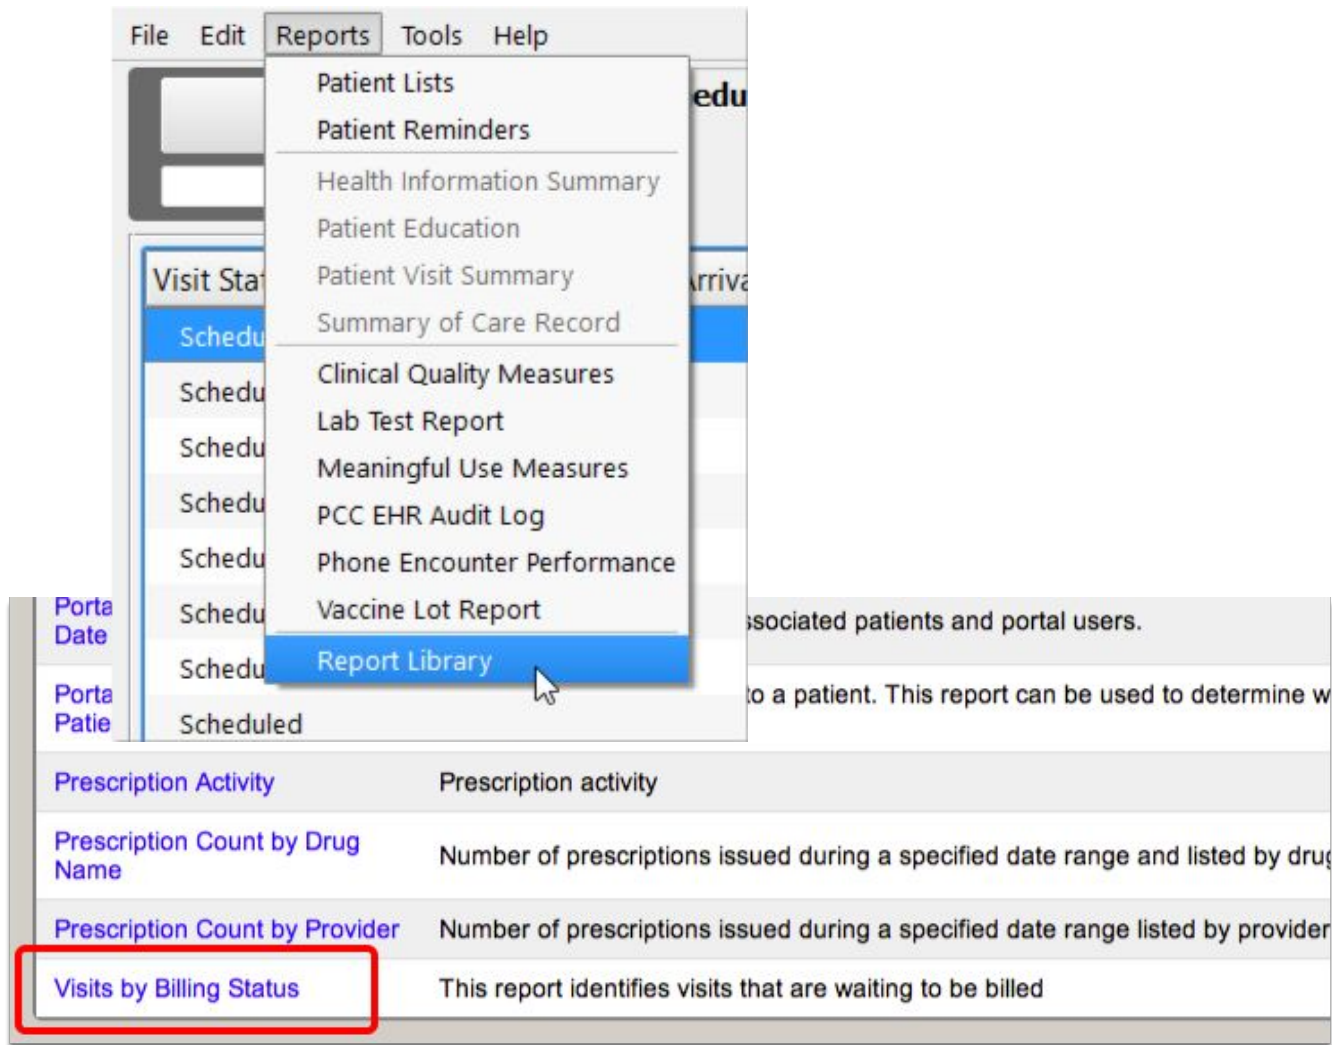 File Edit Reports Tools Help
Patient Lists
edu
Patient Reminders
Health Information Summary
Patient Education
Patient Visit Summary
Visit Stat
Arriva
Summary of Care Record
Schedu
Clinical Quality Measures
Schedu
Lab Test Report
Schedu
Meaningful Use Measures
Schedu
PCC EHR Audit Log
Schedu
Phone Encounter Performance
Schedu
Vaccine Lot Report
Schedu
Report Library
Scheduled
Porta
Date
ssociated patients and portal users.
Porta
Patie
to a patient. This report can be used to determine w
Prescription Activity Prescription activity
Prescription Count by Drug
Name
Number of prescriptions issued during a specified date range and listed by drug
Prescription Count by Provider Number of prescriptions issued during a specified date range listed by provider
Visits by Billing Status This report identifies visits that are waiting to be billed